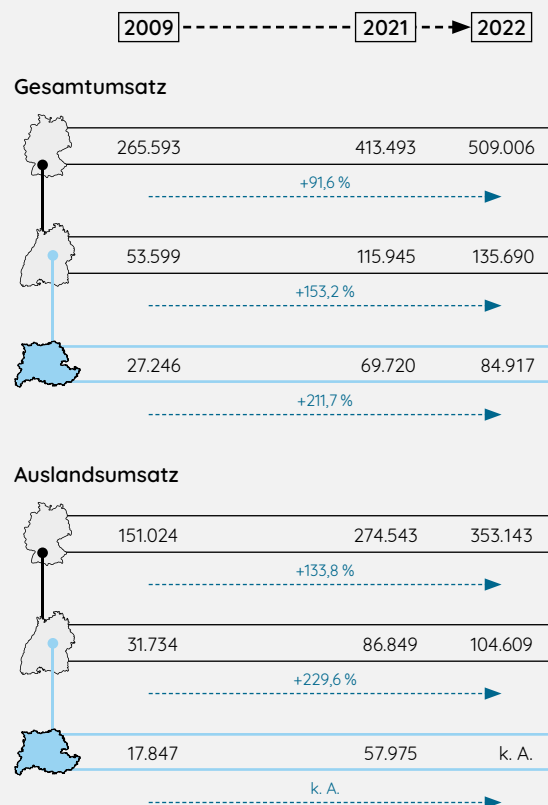 2009 2021 2022
Gesamtumsatz
265.593 413.493 509.006
+91,6 %
53.599 115.945 135.690
+153,2 %
27.246 69.720 84.917
+211,7 %
Auslandsumsatz
151.024 274.543 353.143
+133,8 %
31.734 86.849 104.609
+229,6 %
17.847 57.975 k. A.
k. A.